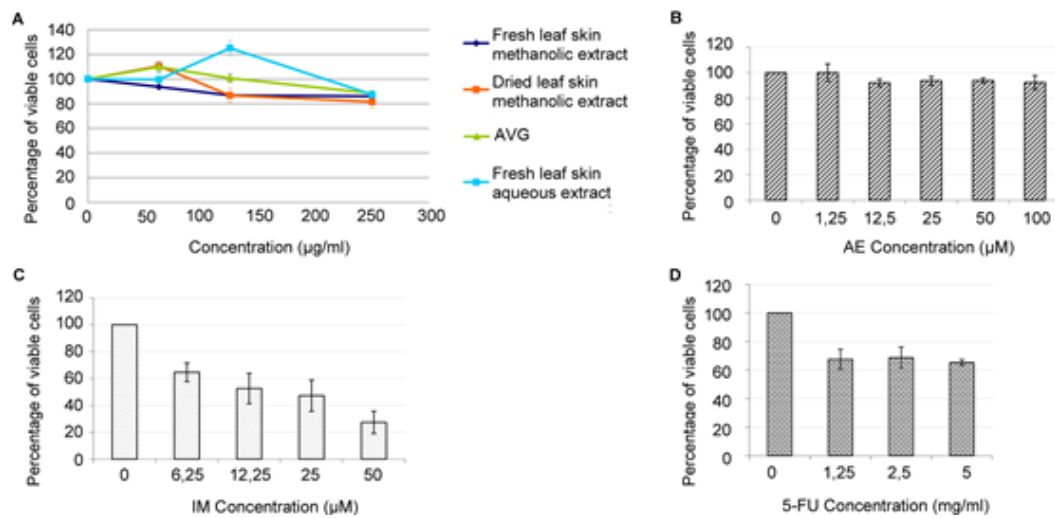 A
Percentage of viable cells
140
120
100
80
60
40
20
0
0 50 100 150 200 250 300
Concentration (µg/ml)
Fresh leaf skin
methanolic extract
Dried leaf skin
methanolic extract
AVG
Fresh leaf skin
aqueous extract
B
Percentage of viable cells
120
100
80
60
40
20
0
0 1,25 12,5 25 50 100
AE Concentration (µM)
C
Percentage of viable cells
120
100
80
60
40
20
0
0 6,25 12,25 25 50
IM Concentration (µM)
D
Percentage of viable cells
120
100
80
60
40
20
0
0 1,25 2,5 5
5-FU Concentration (mg/ml)